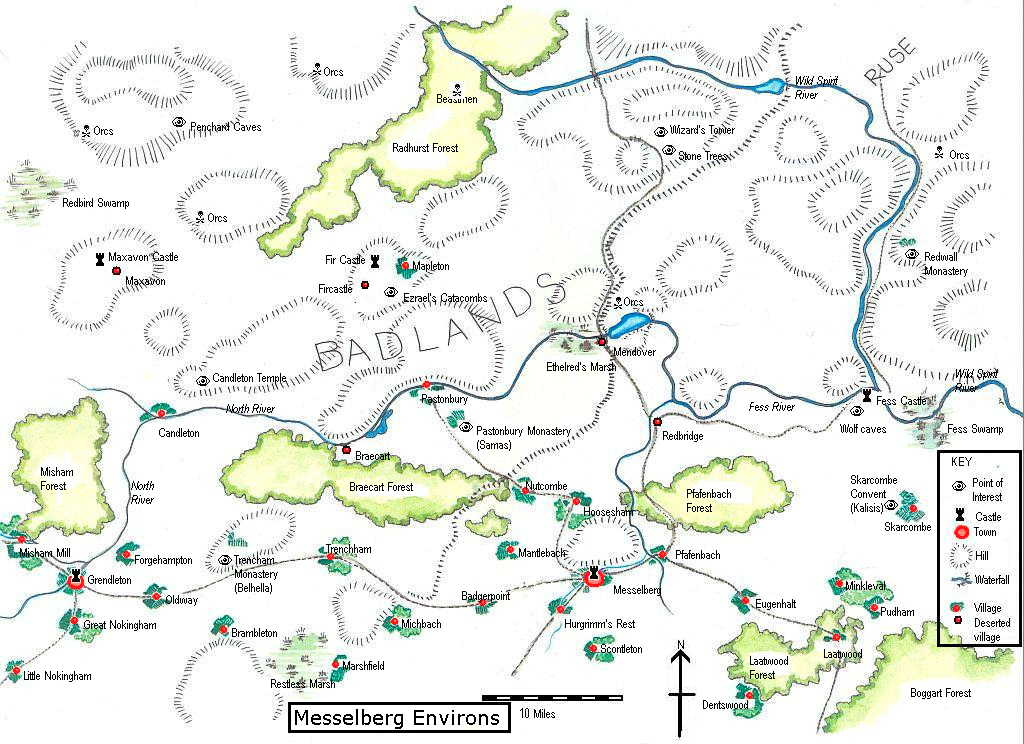 RUSE
Orcs
Beastmen
Wild Spirit
River
Orcs
Penchard Caves
Wizard's Tower
Stone Trees
Radhurst Forest
Orcs
Redbird Swamp
Orcs
Maxavon Castle
Maxavon
Fir Castle
Mapleton
Fircastle
Ezrael's Catacombs
Redwall
Monastery
BADLANDS
Orcs
Mendover
Ethelred's Marsh
Candleton Temple
Wild Spirit
River
North River
Pastonbury
Fess River
Fess Castle
Candleton
Pastonbury Monastery
(Samas)
Redbridge
Wolf caves
Fess Swamp
Braecart
Misham
Forest
North
River
Braecart Forest
Nutcombe
Hoosesham
Pfafenbach
Forest
Skarcombe
Convent
(Kalisis)
Skarcombe
KEY
Point of
Interest
Castle
Town
Hill
Waterfall
Village
Deserted
village
Misham Mill
Forgehampton
Trencham
Monastery
(Belhella)
Trenchham
Mantlebach
Pfafenbach
Grendleton
Oldway
Badgerpoint
Messelberg
Minkleval
Eugenhalt
Pudham
Great Nokingham
Brambleton
Michbach
Hurgrimm's Rest
Scontleton
Laatwood
Little Nokingham
Restless Marsh
Marshfield
N
Laatwood
Forest
Boggart Forest
Dentswood
Messelberg Environs
10 Miles